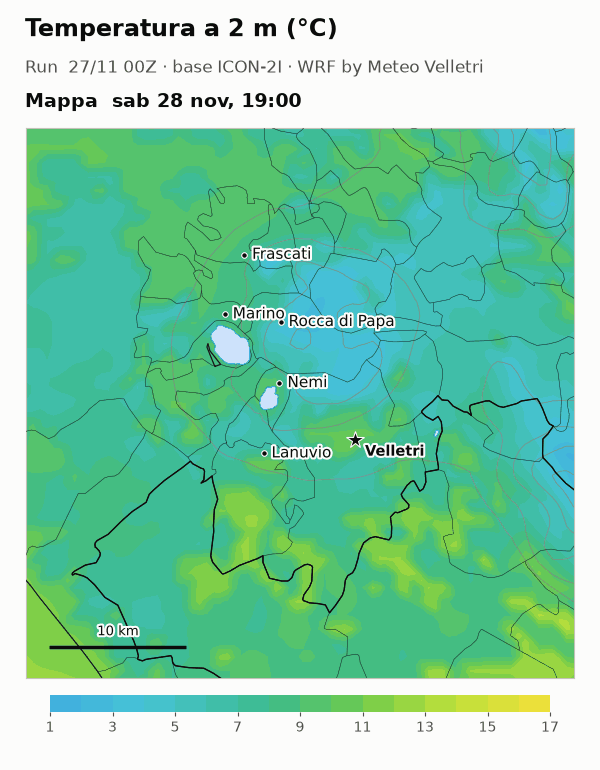 Temperatura a 2 m (°C)
Run  27/11 00Z · base ICON-2I · WRF by Meteo Velletri
Mappa  sab 28 nov, 19:00
Frascati
Marino
Rocca di Papa
Nemi
Velletri
Lanuvio
10 km
1 3 5 7 9 11 13 15 17